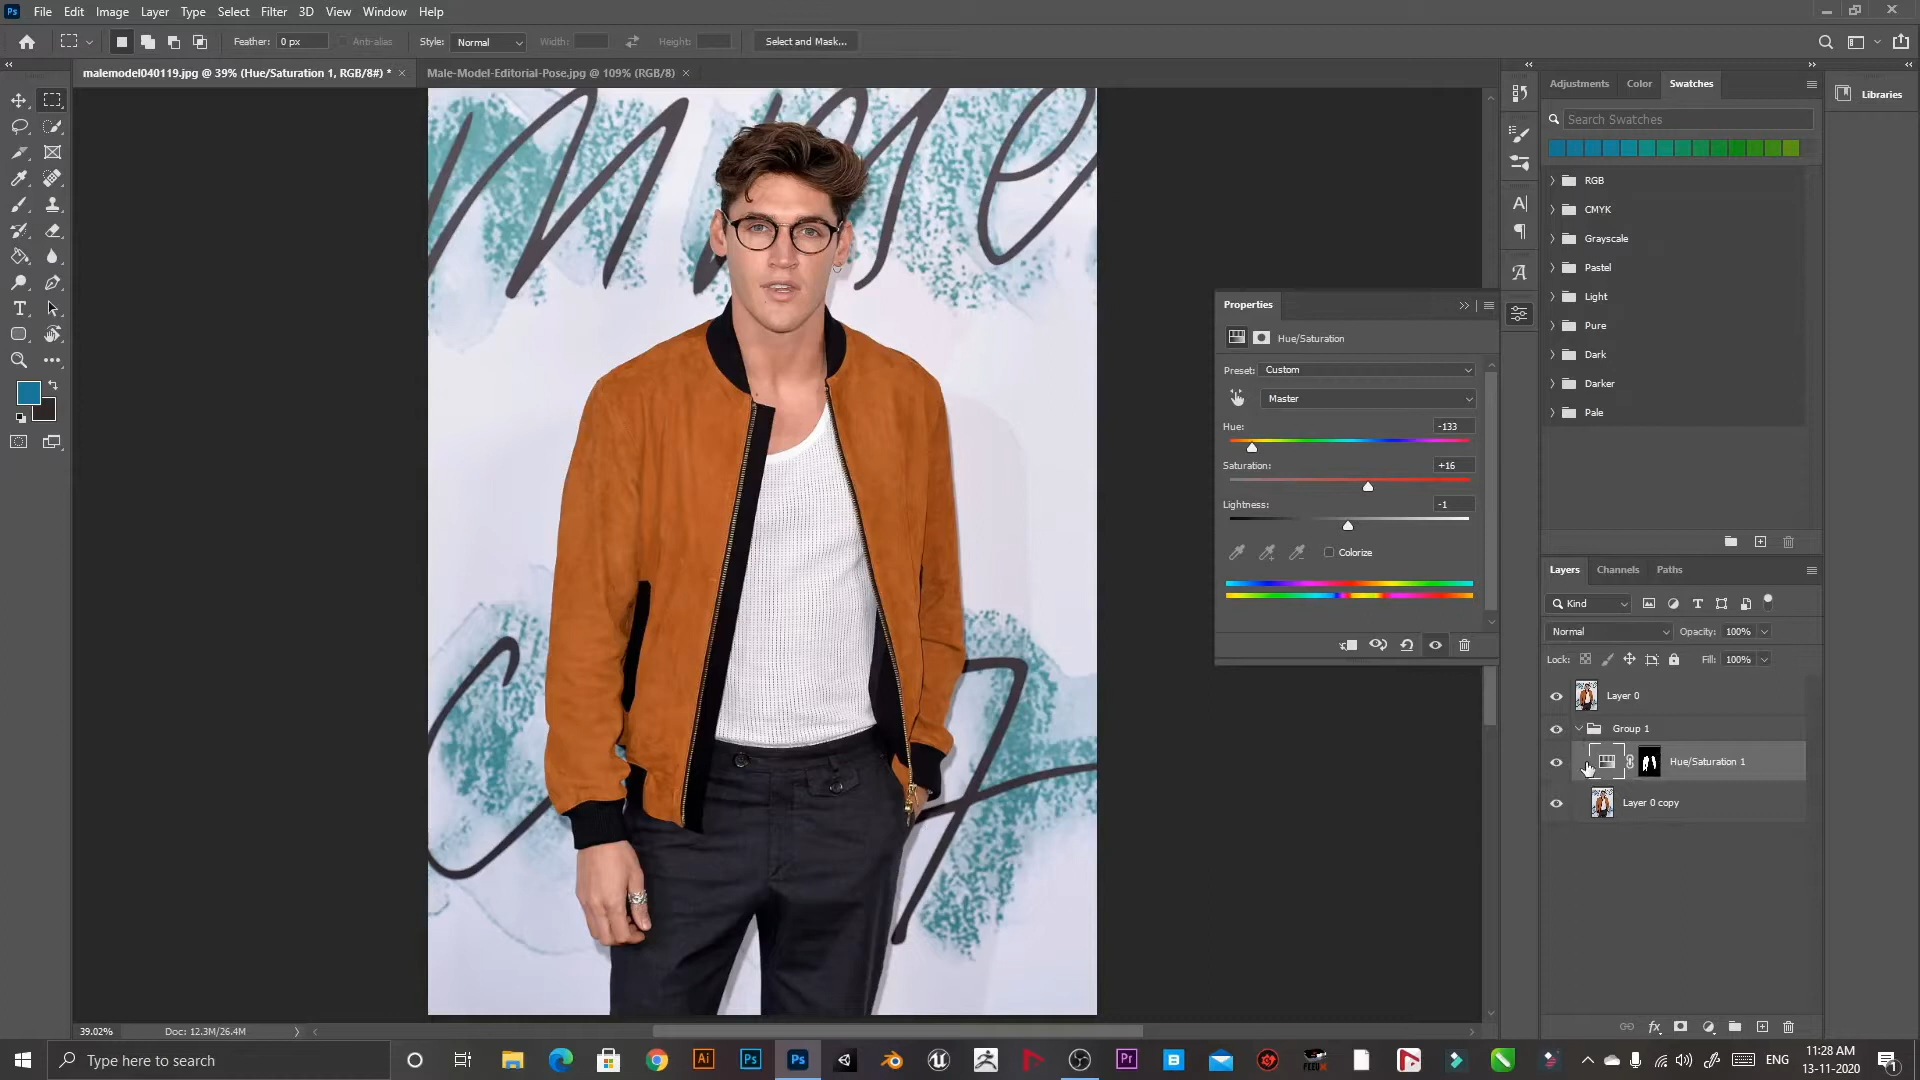 File Edit Image Layer Type Select Filter 3D View Window Help
Feather: 0 px Anti-alias Style: Normal Width: Height: Select and Mask...
malemodel040119.jpg @ 39% (Hue/Saturation 1, RGB/8#) *
Male-Model-Editorial-Pose.jpg @ 109% (RGB/8)
Properties
Hue/Saturation
Preset: Custom
Master
Hue: -133
Saturation: +16
Lightness: -1
Colorize
Adjustments Color Swatches
Search Swatches
RGB
CMYK
Grayscale
Pastel
Light
Pure
Dark
Darker
Pale
Libraries
Layers Channels Paths
Kind
Normal Opacity: 100%
Lock: Fill: 100%
Layer 0
Group 1
Hue/Saturation 1
Layer 0 copy
39.02% Doc: 12.3M/26.4M
Type here to search
ENG
11:28 AM
13-11-2020